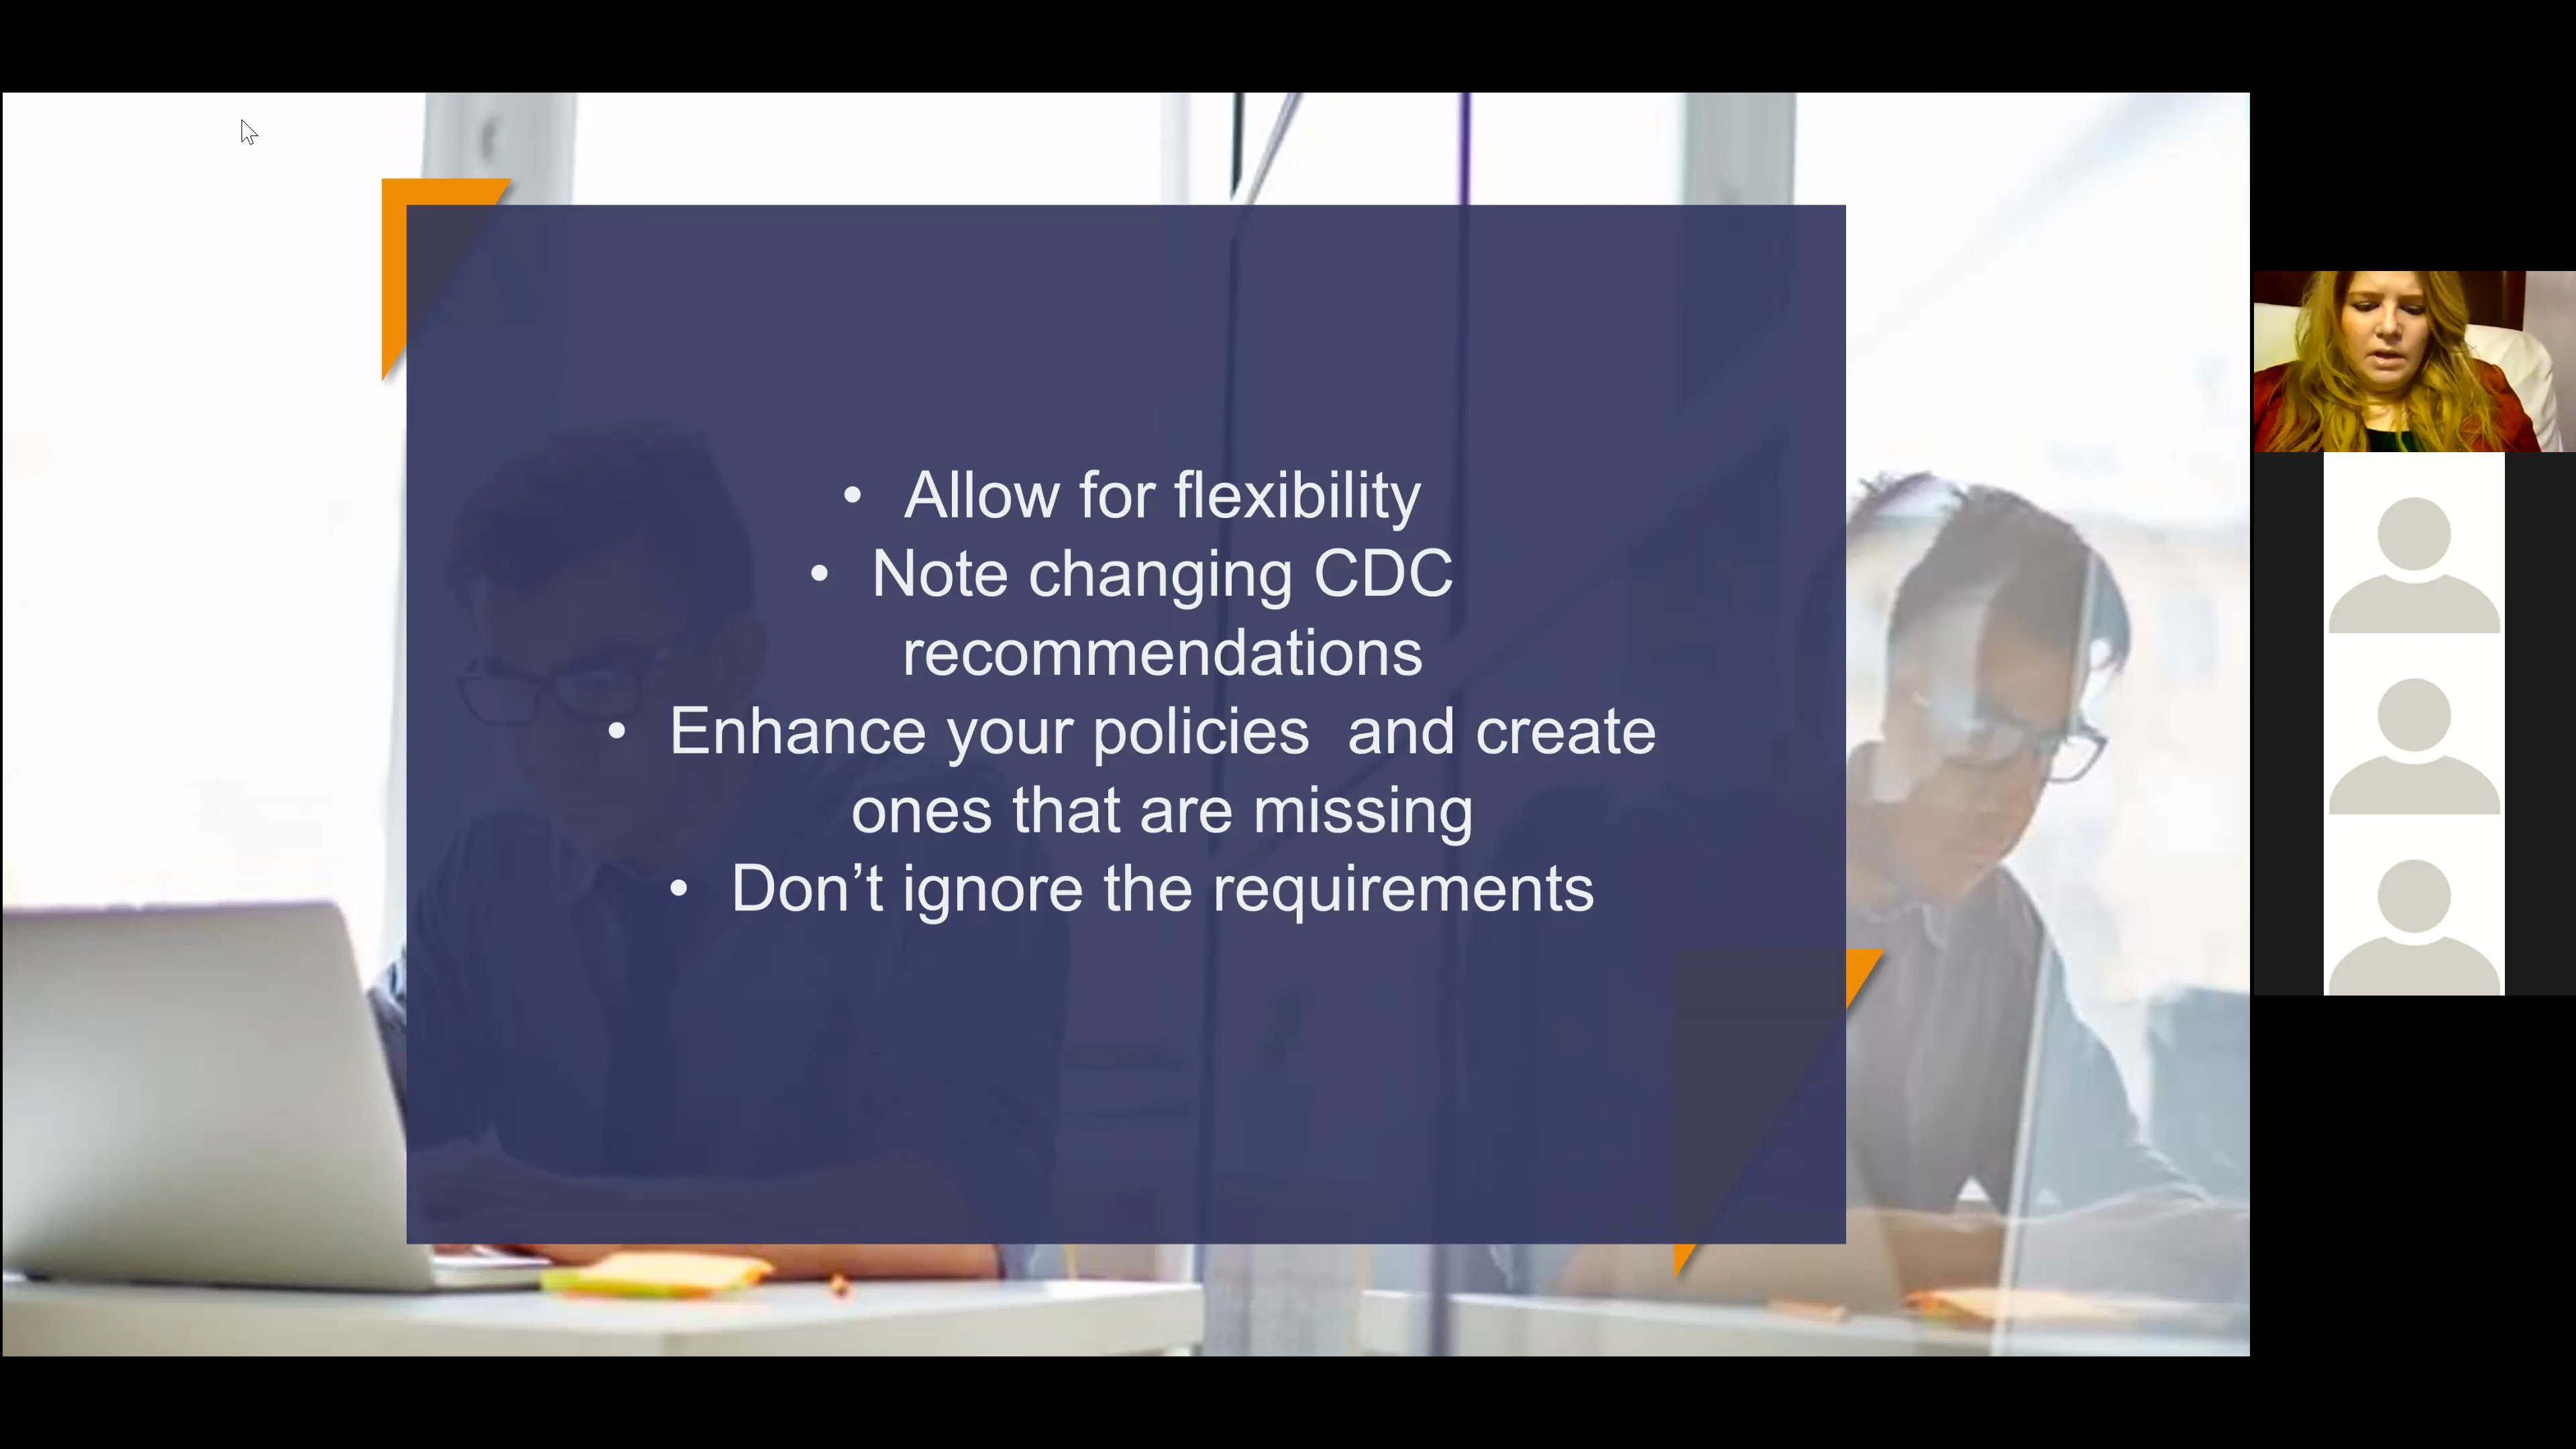 • Allow for flexibility
• Note changing CDC
recommendations
• Enhance your policies  and create
ones that are missing
• Don’t ignore the requirements